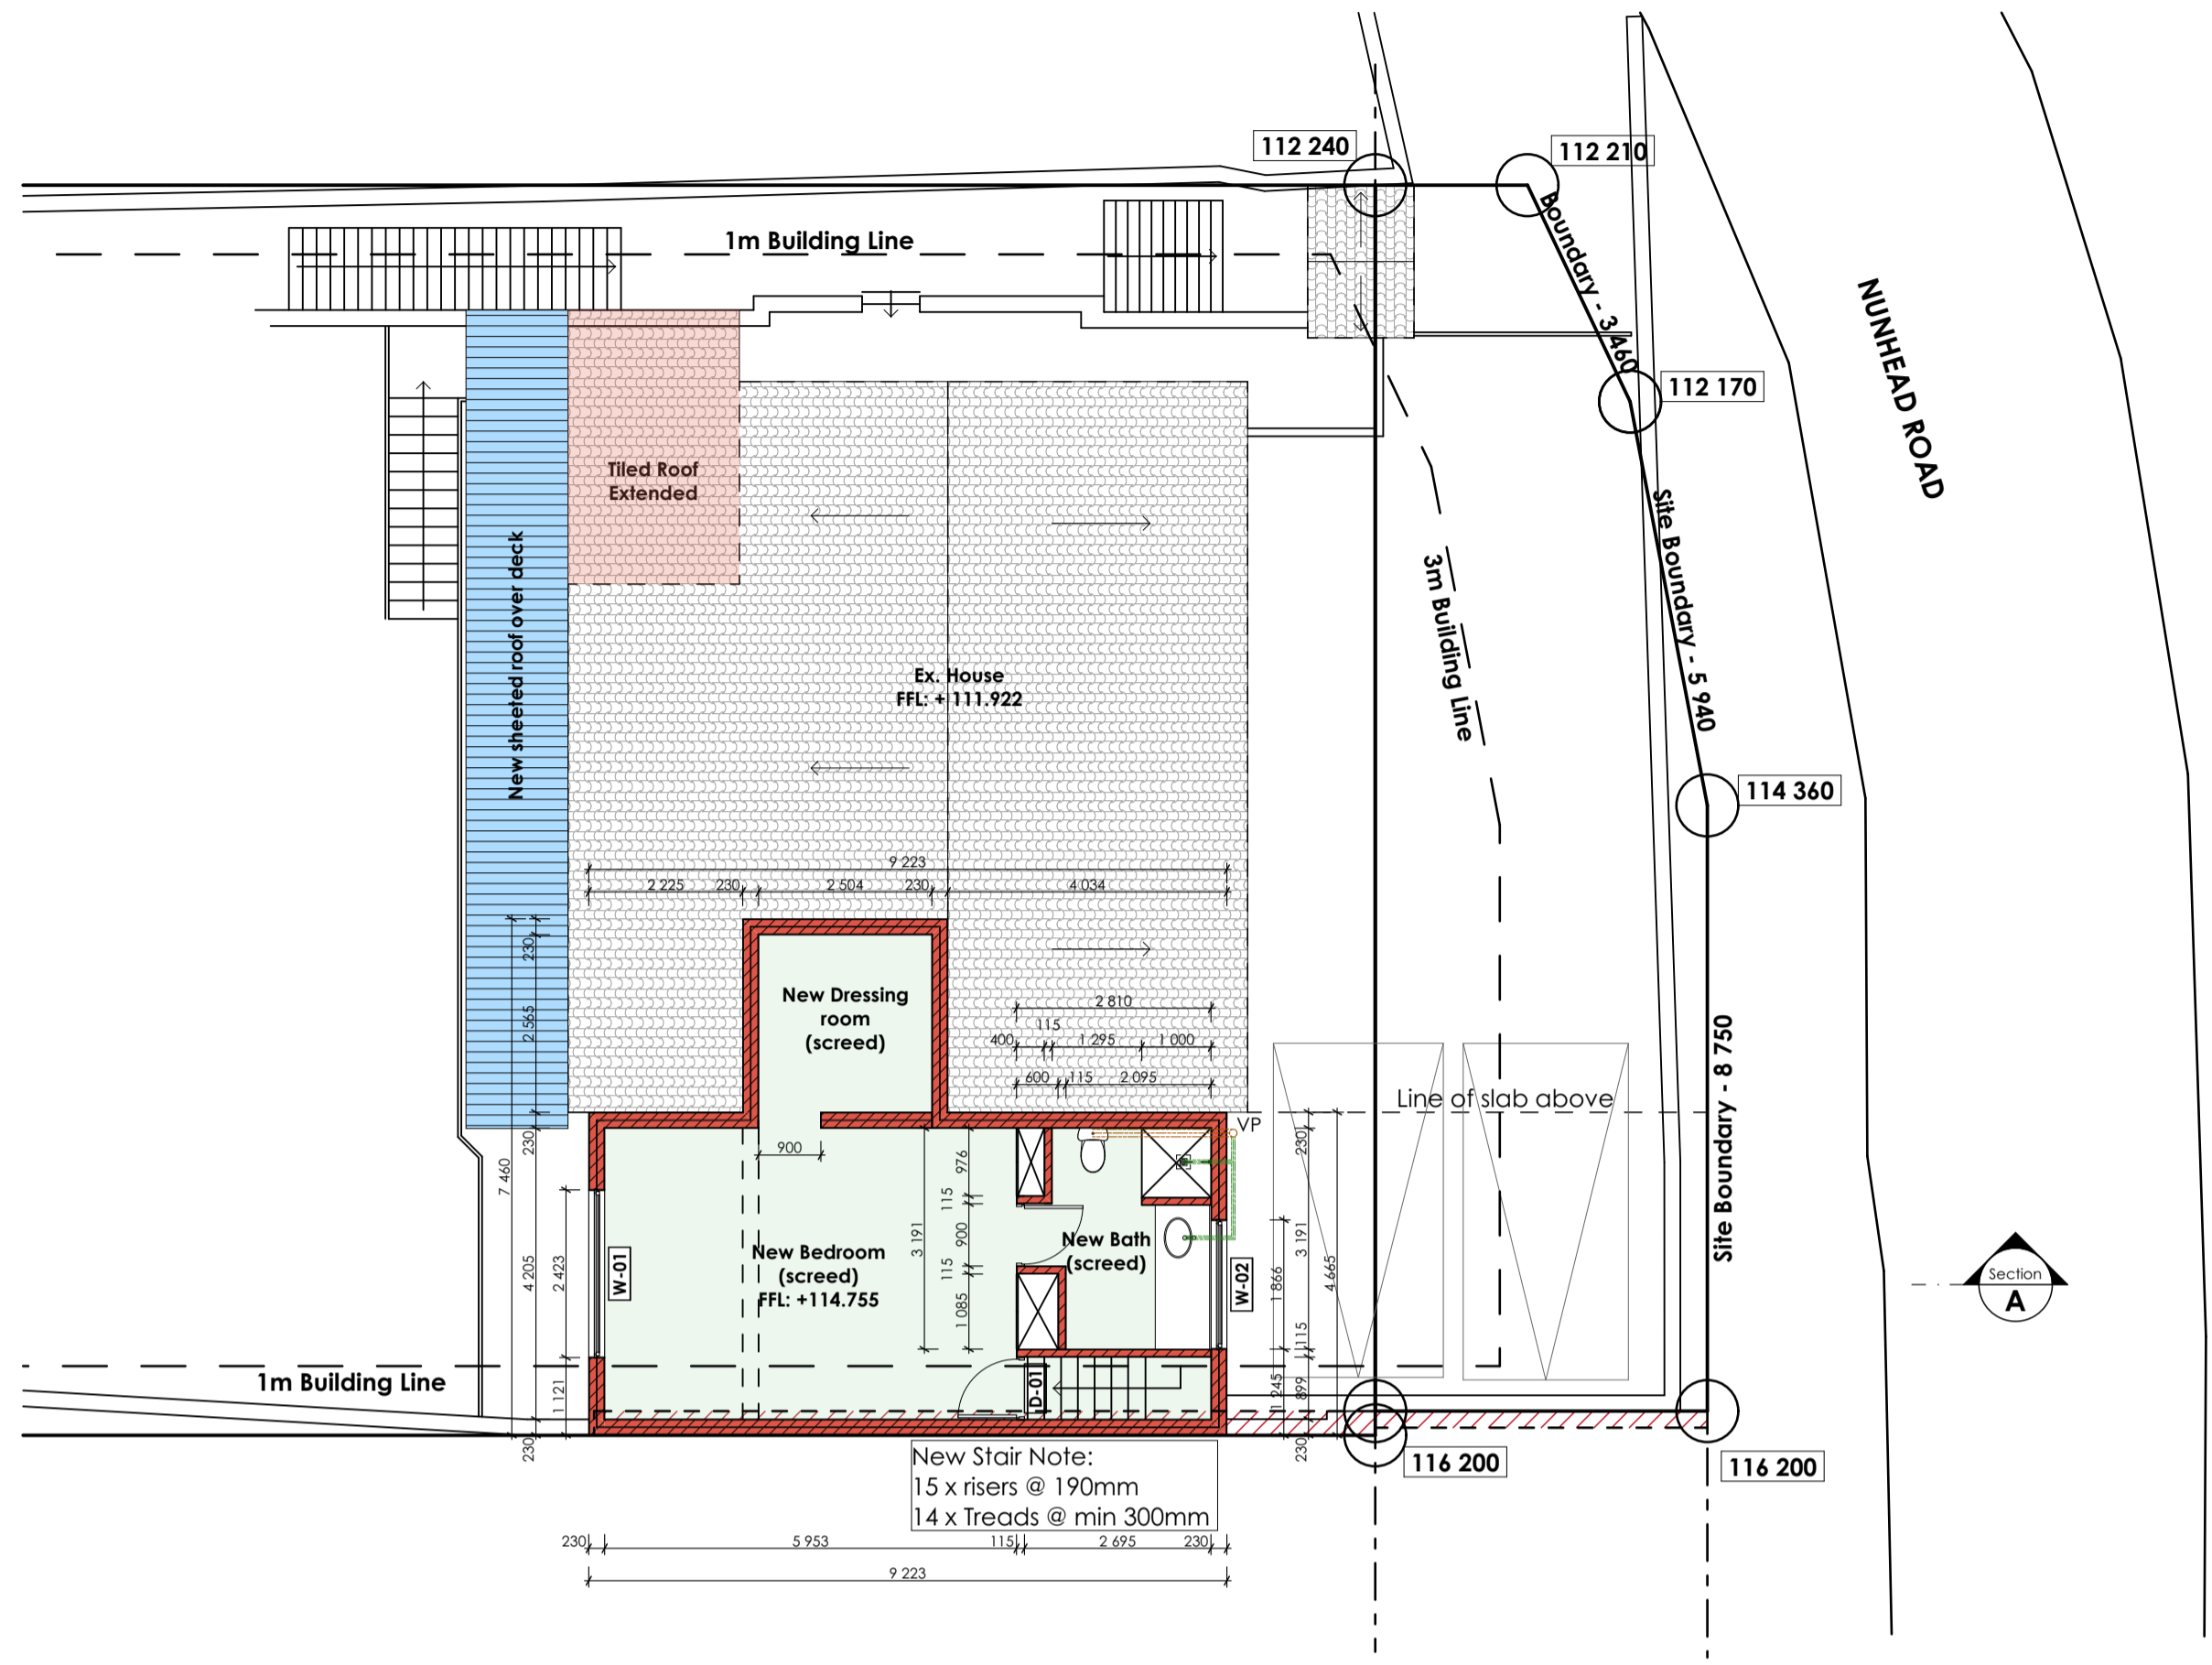 112 240
112 210
1m Building Line
Boundary - 3 460
NUNHEAD ROAD
112 170
Tiled Roof
Extended
Site Boundary - 5 940
New sheeted roof over deck
3m Building Line
Ex. House
FFL: + 111.922
114 360
9 223
2 225
230
2 504
230
4 034
230
2 565
New Dressing
room
(screed)
2 810
115
400
1 295
1 000
600
115
2 095
Line of slab above
Site Boundary - 8 750
VP
230
900
976
230
7 460
115
4 205
2 423
W-01
New Bedroom
(screed)
FFL: +114.755
3 191
900
115
1 085
New Bath
(screed)
W-02
1 866
3 191
4 665
115
Section
A
1m Building Line
1 121
D-01
1 245
899
230
230
New Stair Note:
15 x risers @ 190mm
14 x Treads @ min 300mm
116 200
116 200
230
5 953
115
2 695
230
9 223